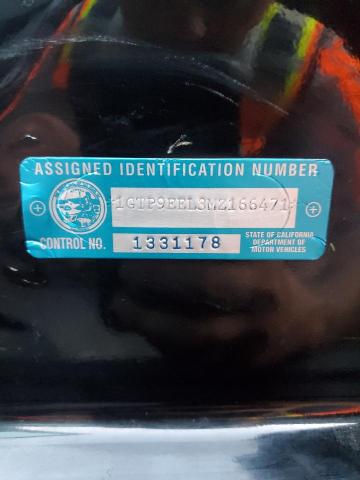 ASSIGNED IDENTIFICATION NUMBER
1GTP9EEL3MZ166471
CONTROL NO. 1331178
STATE OF CALIFORNIA
DEPARTMENT OF
MOTOR VEHICLES